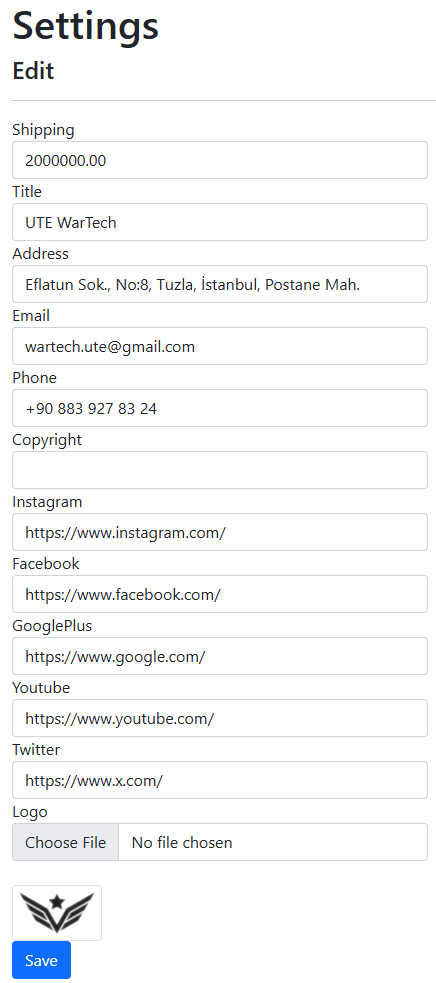 Settings
Edit
Shipping
2000000.00
Title
UTE WarTech
Address
Eflatun Sok., No:8, Tuzla, İstanbul, Postane Mah.
Email
wartech.ute@gmail.com
Phone
+90 883 927 83 24
Copyright
Instagram
https://www.instagram.com/
Facebook
https://www.facebook.com/
GooglePlus
https://www.google.com/
Youtube
https://www.youtube.com/
Twitter
https://www.x.com/
Logo
Choose File No file chosen
Save